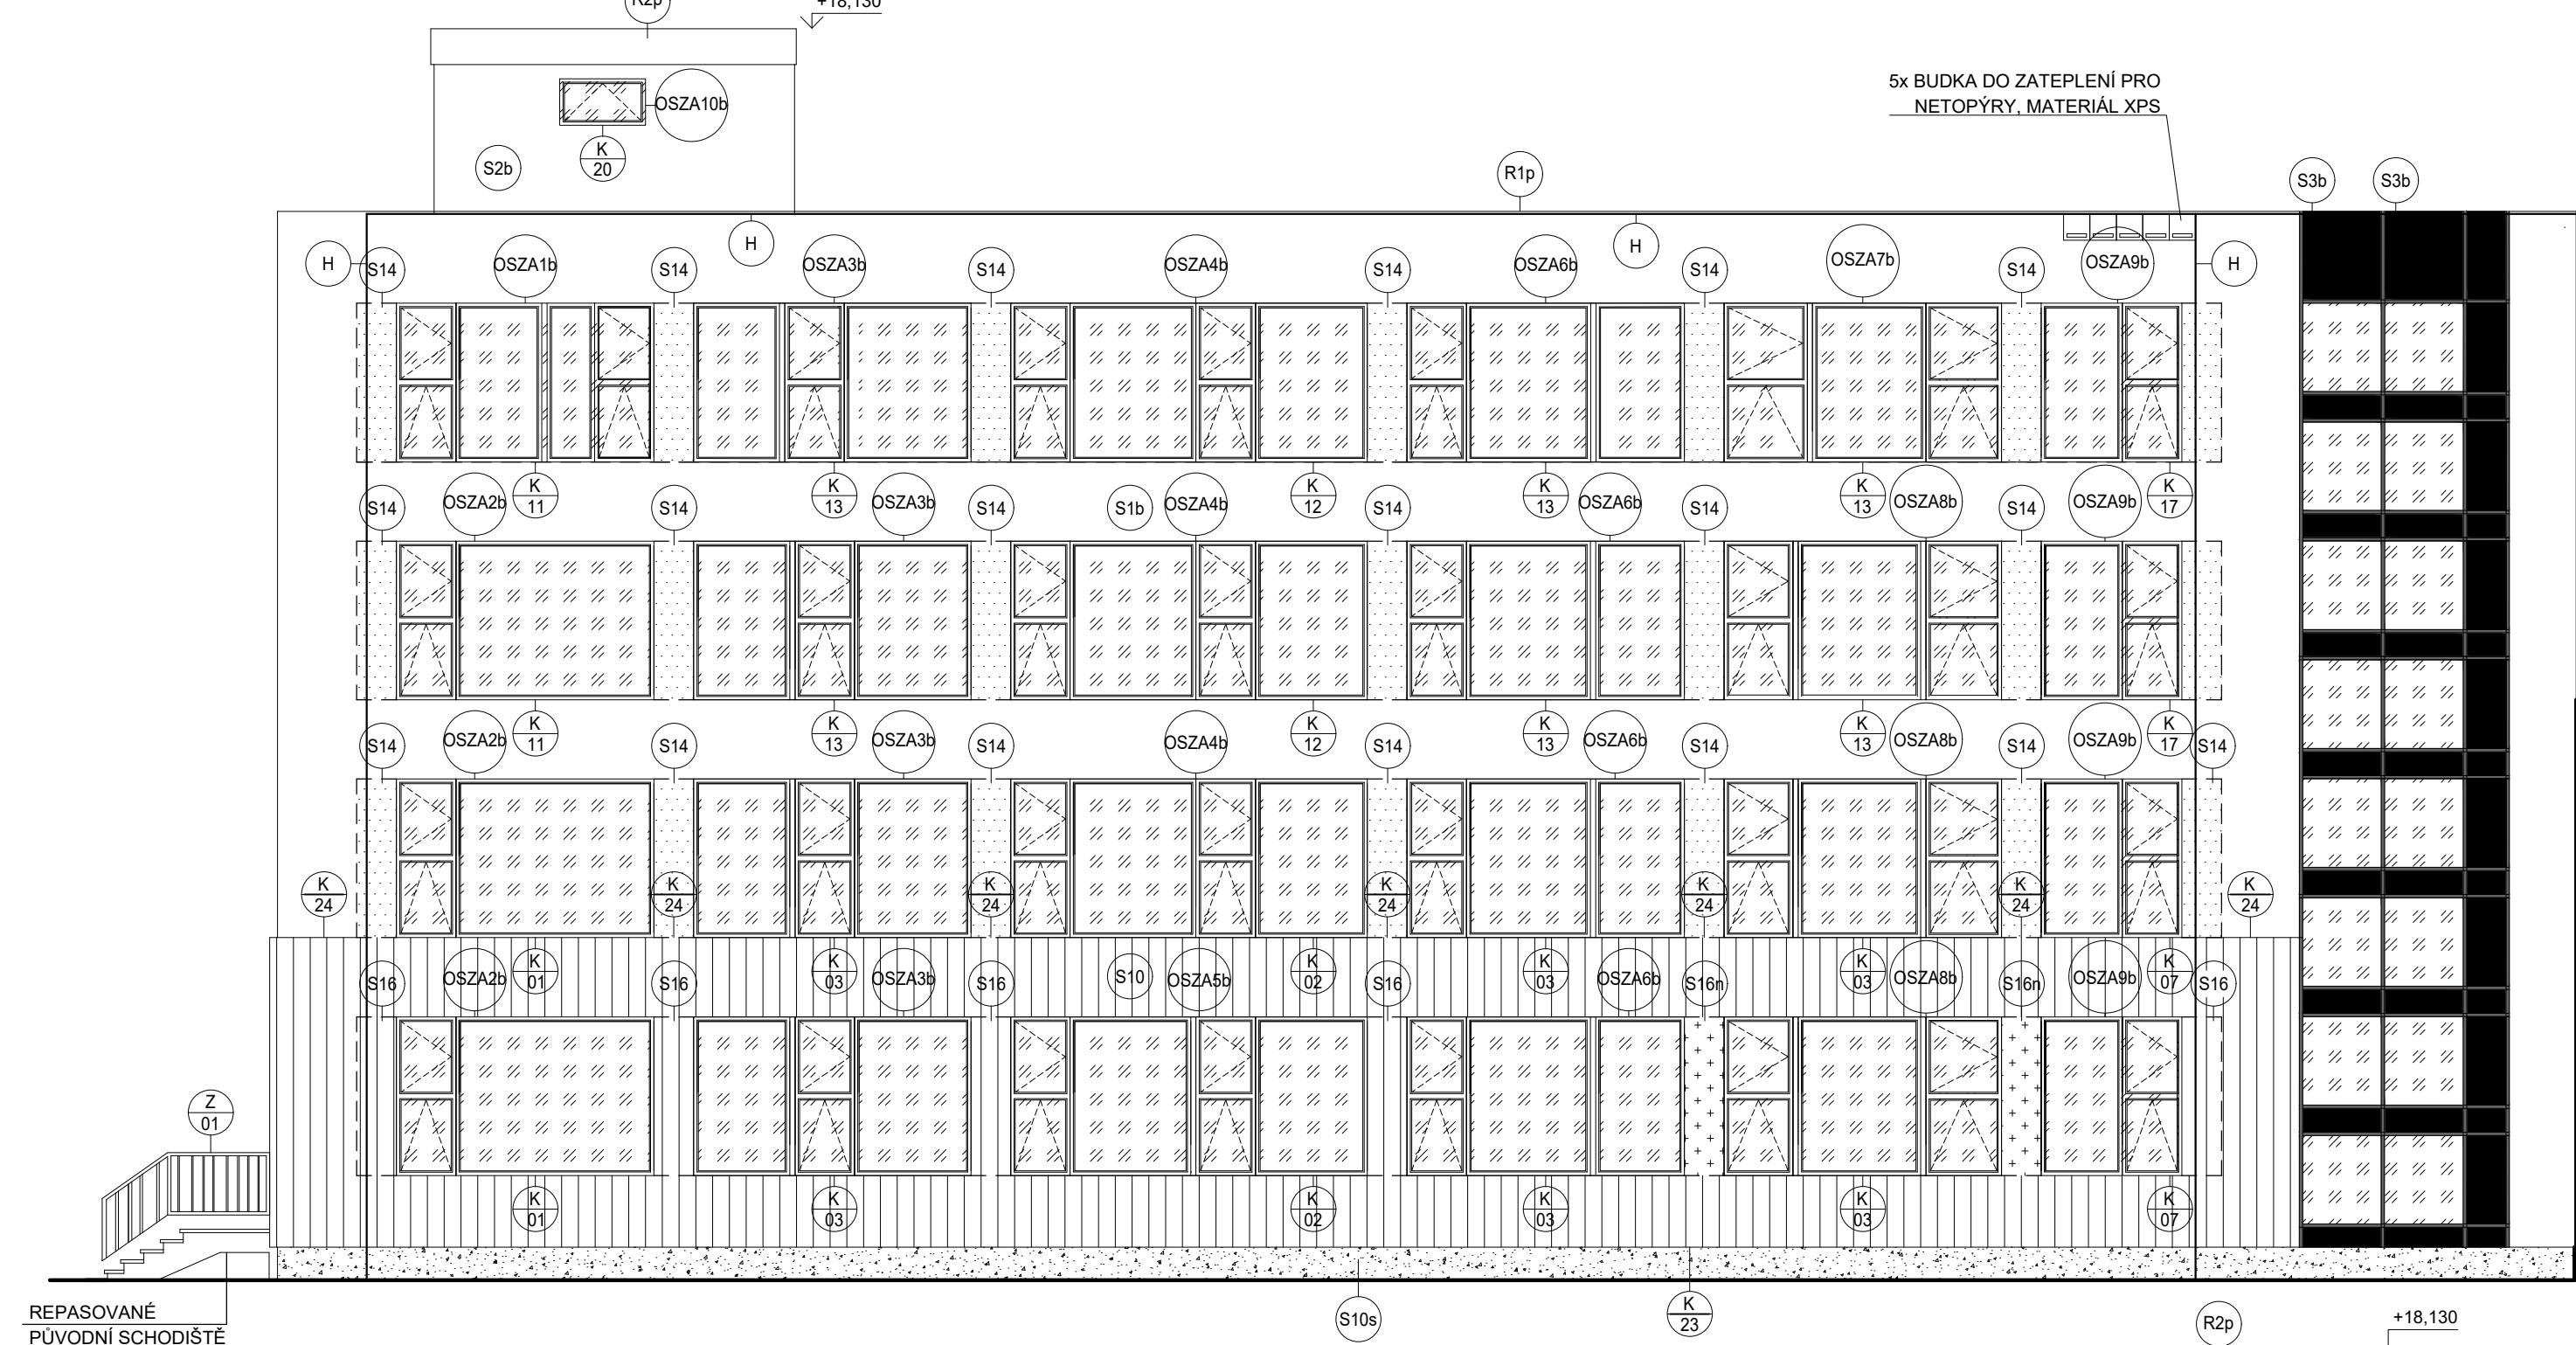 R2p
+18,130
5x BUDKA DO ZATEPLENÍ PRO
NETOPÝRY, MATERIÁL XPS
OSZA10b
K
20
S2b
R1p
S3b
S3b
H
S14
OSZA1b
S14
H
OSZA3b
S14
OSZA4b
S14
OSZA6b
H
S14
OSZA7b
S14
OSZA9b
H
S14
OSZA2b
K
11
S14
K
13
OSZA3b
S14
S1b
OSZA4b
K
12
S14
K
13
OSZA6b
S14
K
13
OSZA8b
S14
OSZA9b
K
17
S14
OSZA2b
K
11
S14
K
13
OSZA3b
S14
OSZA4b
K
12
S14
K
13
OSZA6b
S14
K
13
OSZA8b
S14
OSZA9b
K
17
S14
K
24
K
24
K
24
K
24
K
24
K
24
K
24
S16
OSZA2b
K
01
S16
K
03
OSZA3b
S16
S10
OSZA5b
K
02
S16
K
03
OSZA6b
S16n
K
03
OSZA8b
S16n
OSZA9b
K
07
S16
Z
01
K
01
K
03
K
02
K
03
K
03
K
07
REPASOVANÉ
PŮVODNÍ SCHODIŠTĚ
S10s
K
23
R2p
+18,130